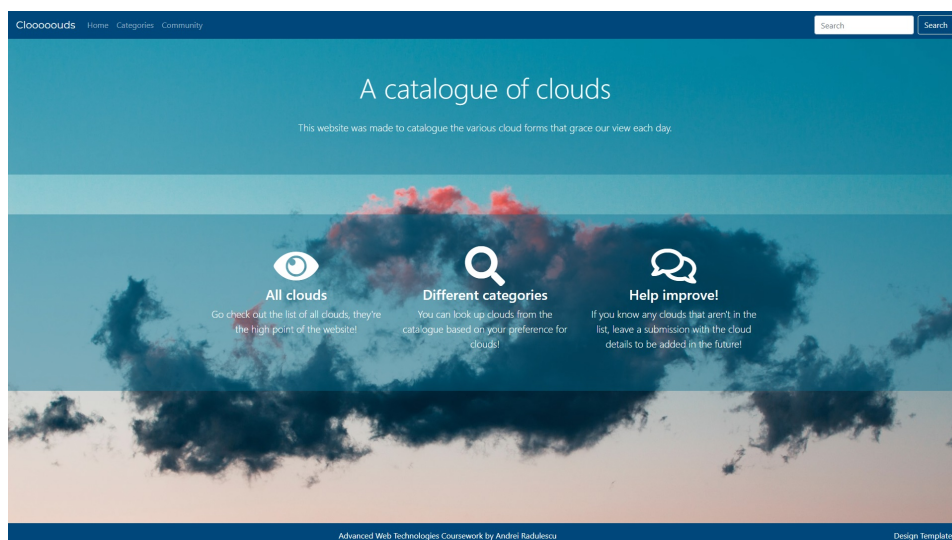 Clooooouds Home Categories Community Search Search
A catalogue of clouds
This website was made to catalogue the various cloud forms that grace our view each day.
All clouds
Go check out the list of all clouds, they're
the high point of the website!
Different categories
You can look up clouds from the
catalogue based on your preference for
clouds!
Help improve!
If you know any clouds that aren't in the
list, leave a submission with the cloud
details to be added in the future!
Advanced Web Technologies Coursework by Andrei Radulescu Design Template